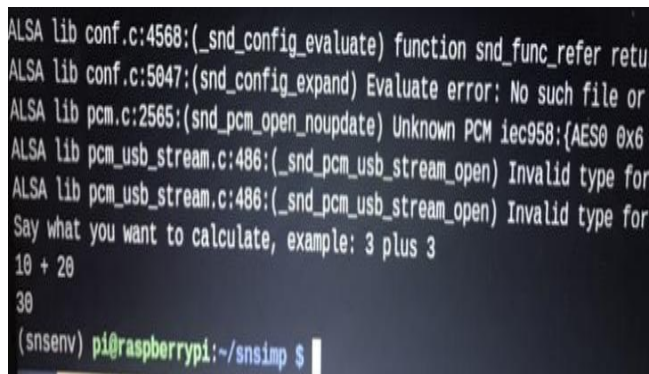 ALSA lib conf.c:4568:(_snd_config_evaluate) function snd_func_refer retu
ALSA lib conf.c:5047:(snd_config_expand) Evaluate error: No such file or
ALSA lib pcm.c:2565:(snd_pcm_open_noupdate) Unknown PCM iec958:{AES0 0x6
ALSA lib pcm_usb_stream.c:486:(_snd_pcm_usb_stream_open) Invalid type for
ALSA lib pcm_usb_stream.c:486:(_snd_pcm_usb_stream_open) Invalid type for
Say what you want to calculate, example: 3 plus 3
10 + 20
30
(snsenv) pi@raspberrypi:~/snsimp $